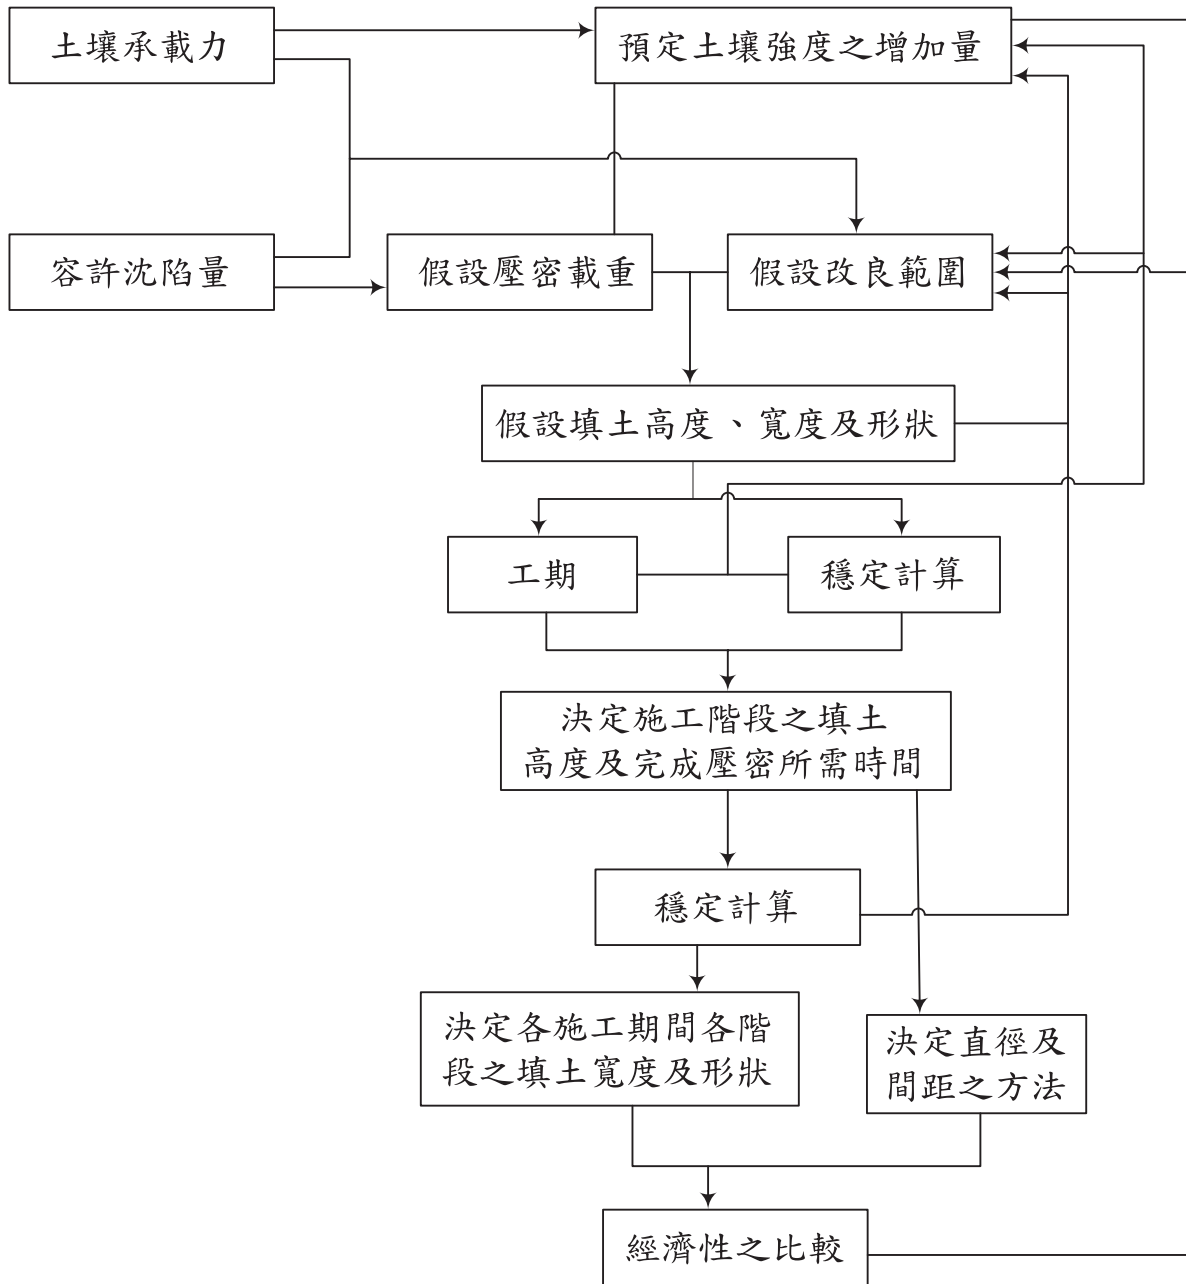 土壤承載力
預定土壤強度之增加量
容許沈陷量
假設壓密載重
假設改良範圍
假設填土高度、寬度及形狀
工期
穩定計算
決定施工階段之填土
高度及完成壓密所需時間
穩定計算
決定各施工期間各階
段之填土寬度及形狀
決定直徑及
間距之方法
經濟性之比較